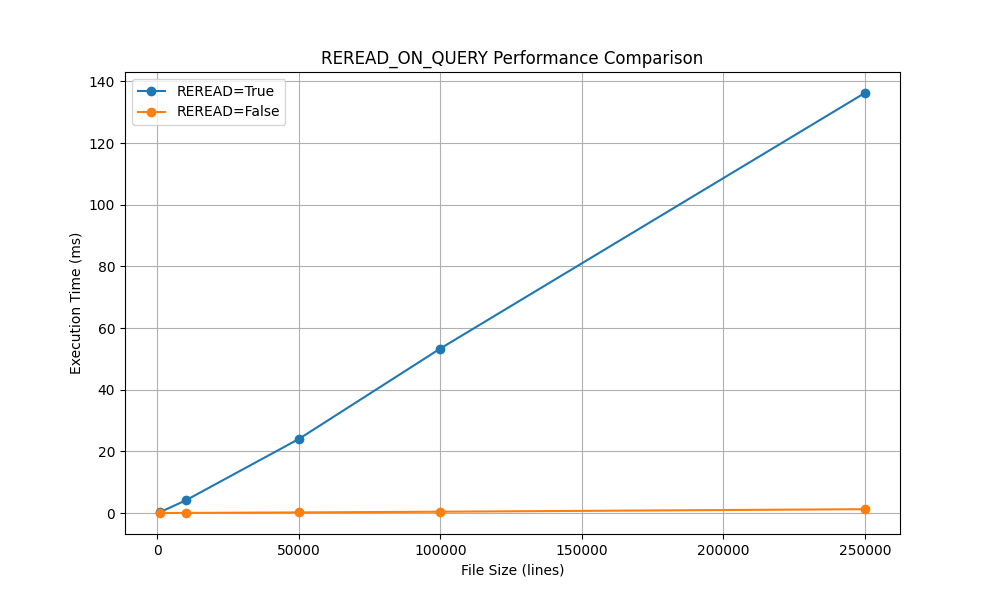 REREAD_ON_QUERY Performance Comparison
REREAD=True
REREAD=False
Execution Time (ms)
140
120
100
80
60
40
20
0
0 50000 100000 150000 200000 250000
File Size (lines)